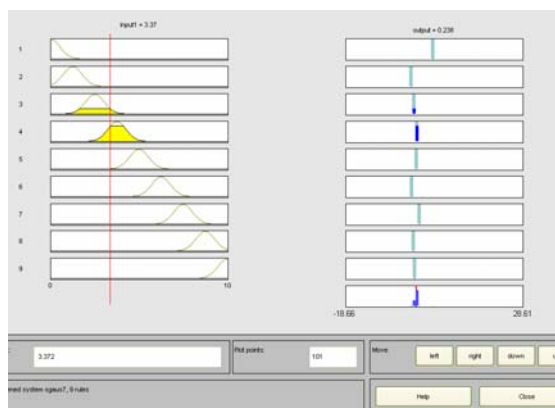 input1 = 3.37
output = 0.238
1
2
3
4
5
6
7
8
9
0 10
-18.66 28.61
3.372
Plot points:
101
Move:
left
right
down
system sgaus7, 9 rules
Help
Close